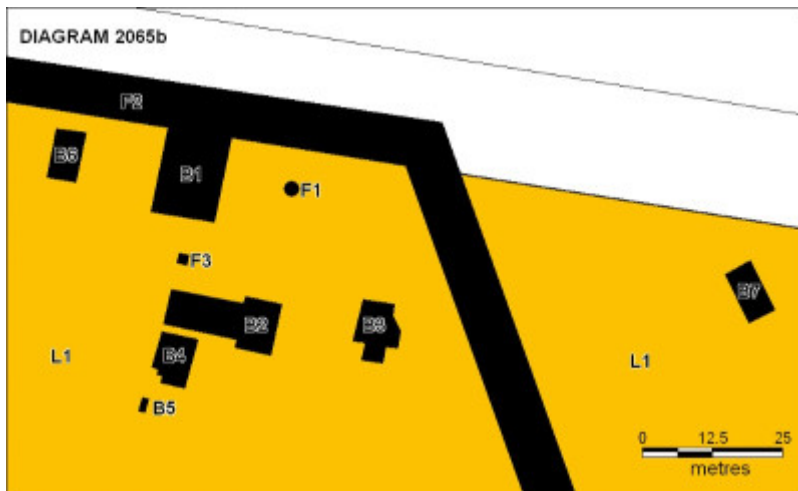 DIAGRAM 2065b
F2
B6
B1
F1
F3
B7
B2
B3
L1
B4
L1
B5
0 12.5 25
metres